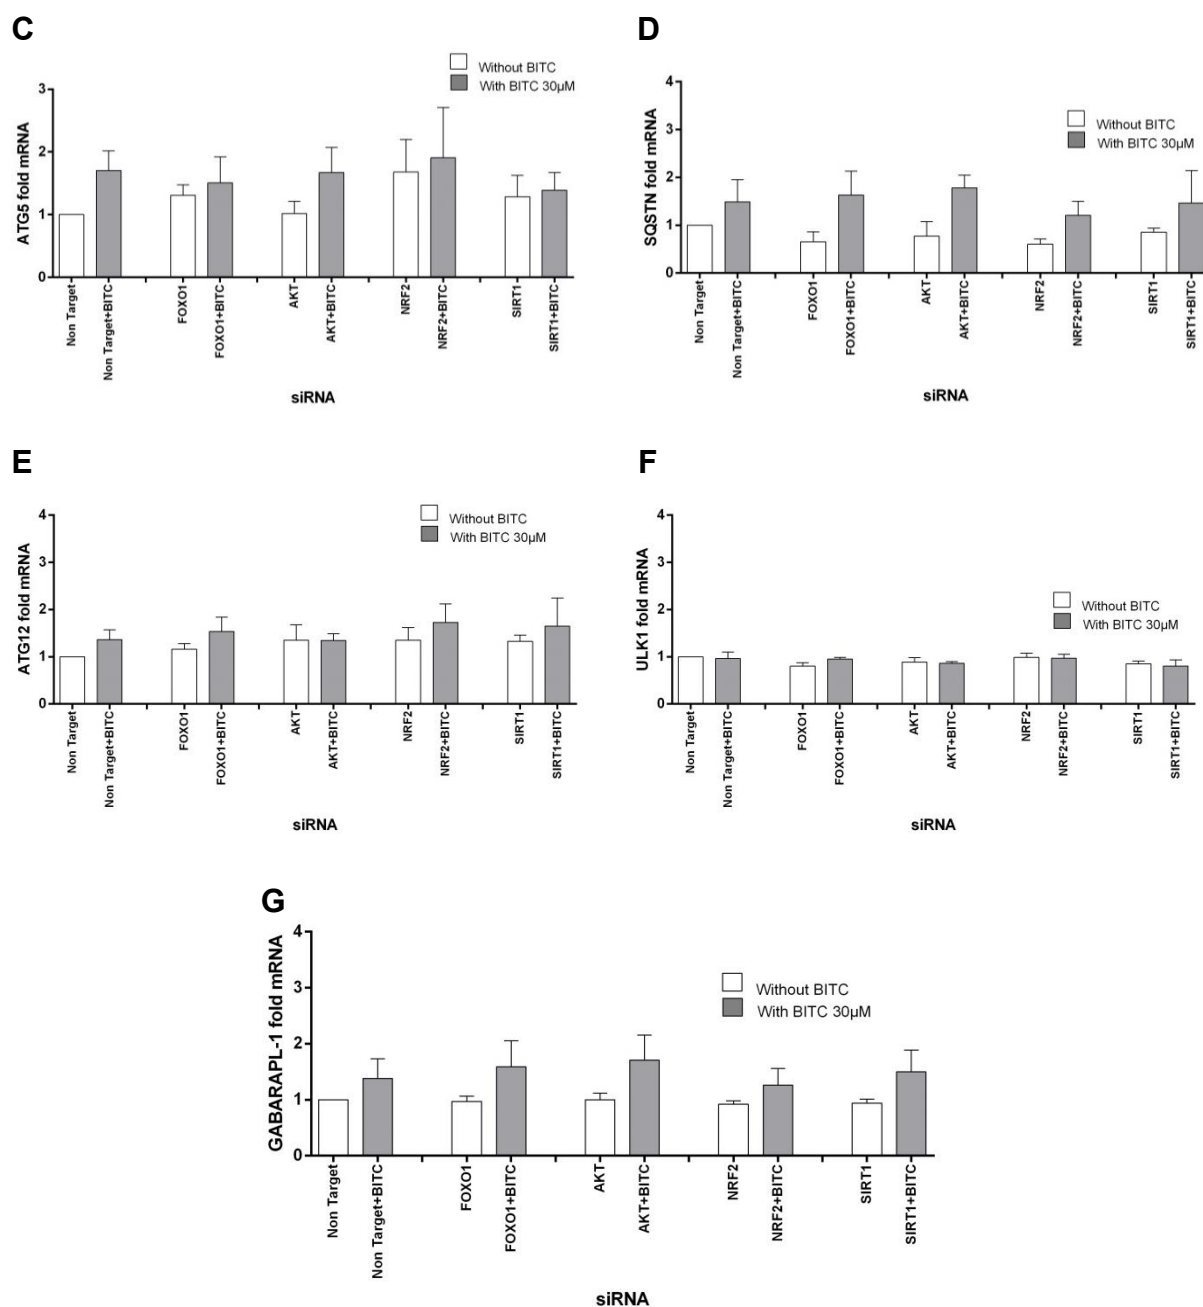 C
Without BITC
With BITC 30µM
ATG5 fold mRNA
3
2
1
0
Non Target
Non Target+BITC
FOXO1
FOXO1+BITC
AKT
AKT+BITC
NRF2
NRF2+BITC
SIRT1
SIRT1+BITC
siRNA
D
Without BITC
With BITC 30µM
SQSTN fold mRNA
4
3
2
1
0
Non Target
Non Target+BITC
FOXO1
FOXO1+BITC
AKT
AKT+BITC
NRF2
NRF2+BITC
SIRT1
SIRT1+BITC
siRNA
E
Without BITC
With BITC 30µM
ATG12 fold mRNA
4
3
2
1
0
Non Target
Non Target+BITC
FOXO1
FOXO1+BITC
AKT
AKT+BITC
NRF2
NRF2+BITC
SIRT1
SIRT1+BITC
siRNA
F
Without BITC
With BITC 30µM
ULK1 fold mRNA
4
3
2
1
0
Non Target
Non Target+BITC
FOXO1
FOXO1+BITC
AKT
AKT+BITC
NRF2
NRF2+BITC
SIRT1
SIRT1+BITC
siRNA
G
Without BITC
With BITC 30µM
GABARAPL-1 fold mRNA
4
3
2
1
0
Non Target
Non Target+BITC
FOXO1
FOXO1+BITC
AKT
AKT+BITC
NRF2
NRF2+BITC
SIRT1
SIRT1+BITC
siRNA